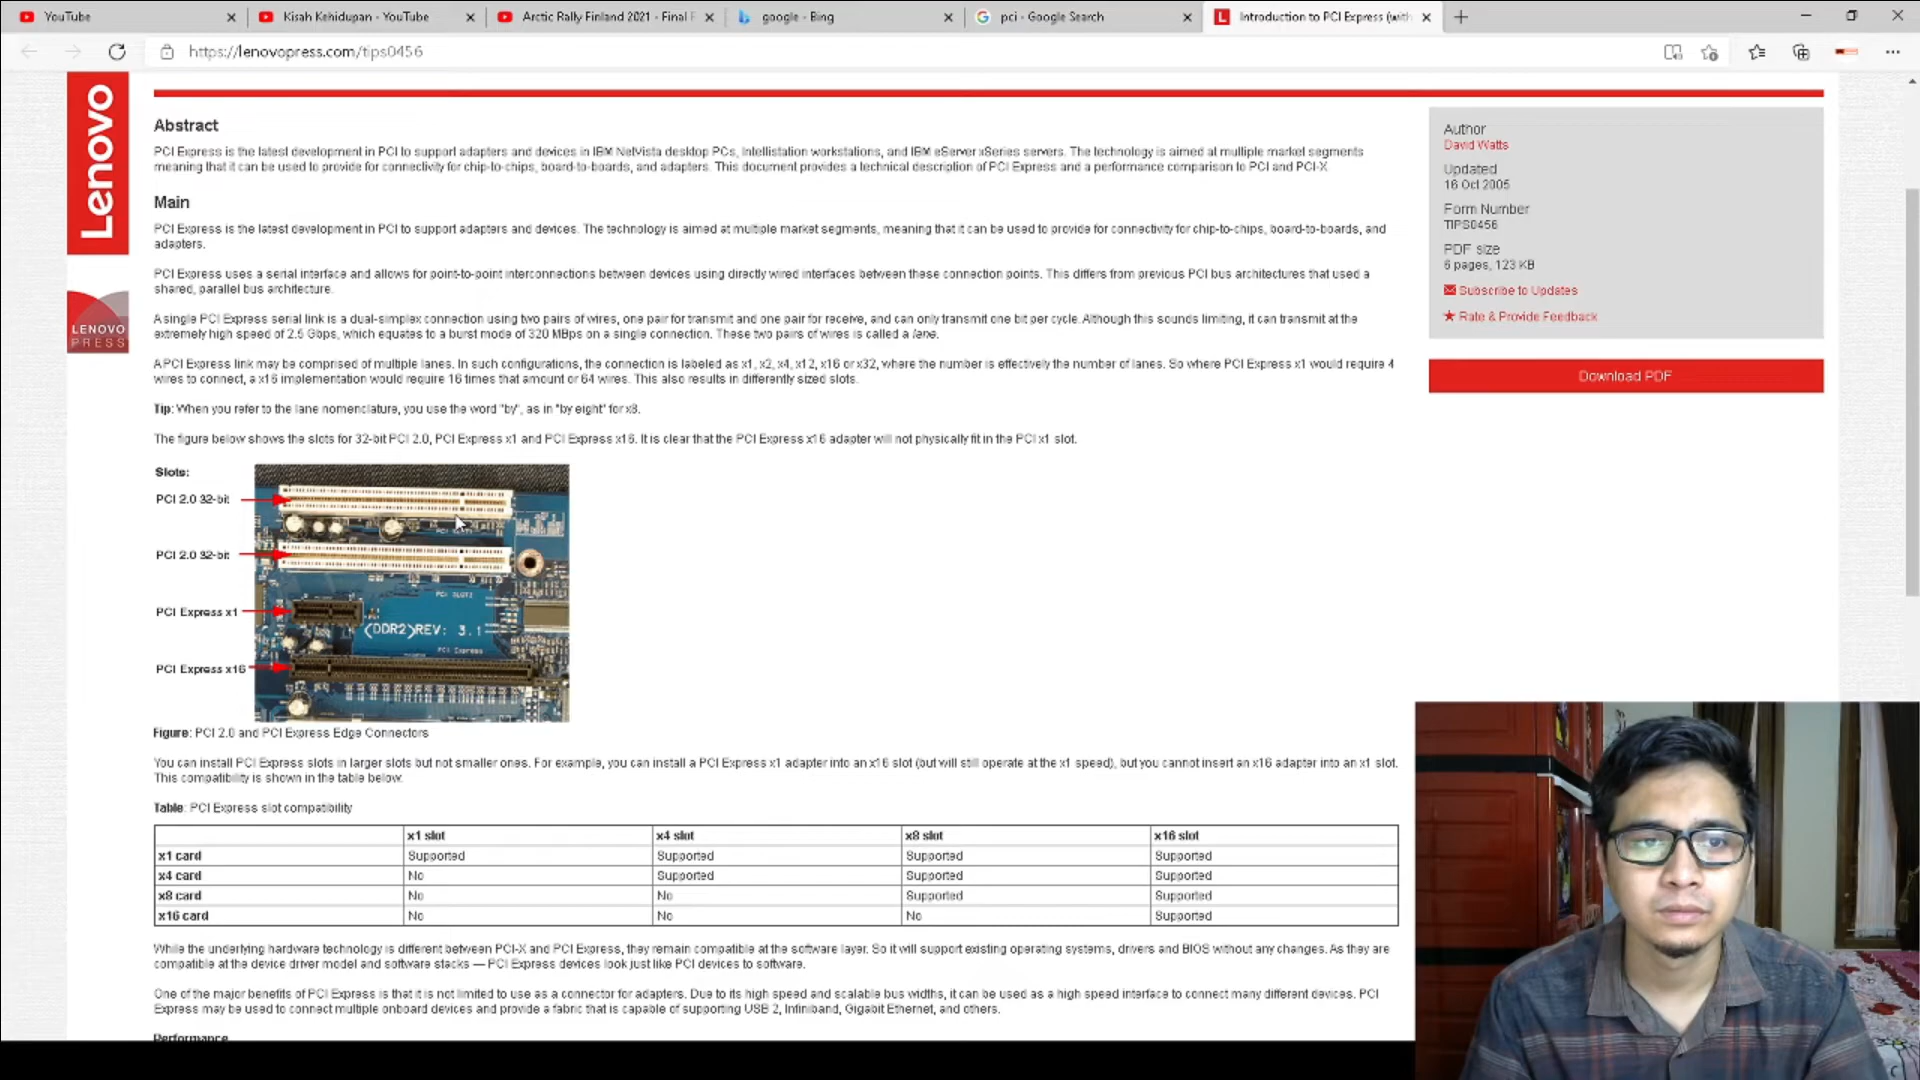 YouTube
Kisah Kehidupan - YouTube
Arctic Rally Finland 2021 - Final F
google - Bing
pci - Google Search
Introduction to PCI Express (with
https://lenovopress.com/tips0456
Lenovo
LENOVO
PRESS
Abstract
PCI Express is the latest development in PCI to support adapters and devices in IBM NetVista desktop PCs, Intellistation workstations, and IBM eServer xSeries servers. The technology is aimed at multiple market segments
meaning that it can be used to provide for connectivity for chip-to-chips, board-to-boards, and adapters. This document provides a technical description of PCI Express and a performance comparison to PCI and PCI-X
Main
PCI Express is the latest development in PCI to support adapters and devices. The technology is aimed at multiple market segments, meaning that it can be used to provide for connectivity for chip-to-chips, board-to-boards, and
adapters.
PCI Express uses a serial interface and allows for point-to-point interconnections between devices using directly wired interfaces between these connection points. This differs from previous PCI bus architectures that used a
shared, parallel bus architecture.
A single PCI Express serial link is a dual-simplex connection using two pairs of wires, one pair for transmit and one pair for receive, and can only transmit one bit per cycle. Although this sounds limiting, it can transmit at the
extremely high speed of 2.5 Gbps, which equates to a burst mode of 320 MBps on a single connection. These two pairs of wires is called a lane.
A PCI Express link may be comprised of multiple lanes. In such configurations, the connection is labeled as x1, x2, x4, x12, x16 or x32, where the number is effectively the number of lanes. So where PCI Express x1 would require 4
wires to connect, a x16 implementation would require 16 times that amount or 64 wires. This also results in differently sized slots.
Tip: When you refer to the lane nomenclature, you use the word "by", as in "by eight" for x8.
The figure below shows the slots for 32-bit PCI 2.0, PCI Express x1 and PCI Express x16. It is clear that the PCI Express x16 adapter will not physically fit in the PCI x1 slot.
Slots:
PCI 2.0 32-bit
PCI 2.0 32-bit
PCI SLOT2
PCI Express x1
(DDR2) REV: 3.1
PCI Express
PCI Express x16
Figure: PCI 2.0 and PCI Express Edge Connectors
You can install PCI Express slots in larger slots but not smaller ones. For example, you can install a PCI Express x1 adapter into an x16 slot (but will still operate at the x1 speed), but you cannot insert an x16 adapter into an x1 slot.
This compatibility is shown in the table below.
Table: PCI Express slot compatibility
x1 slot x4 slot x8 slot x16 slot
x1 card Supported Supported Supported Supported
x4 card No Supported Supported Supported
x8 card No No Supported Supported
x16 card No No No Supported
While the underlying hardware technology is different between PCI-X and PCI Express, they remain compatible at the software layer. So it will support existing operating systems, drivers and BIOS without any changes. As they are
compatible at the device driver model and software stacks — PCI Express devices look just like PCI devices to software.
One of the major benefits of PCI Express is that it is not limited to use as a connector for adapters. Due to its high speed and scalable bus widths, it can be used as a high speed interface to connect many different devices. PCI
Express may be used to connect multiple onboard devices and provide a fabric that is capable of supporting USB 2, Infiniband, Gigabit Ethernet, and others.
Performance
Author
David Watts
Updated
16 Oct 2005
Form Number
TIPS0456
PDF size
6 pages, 123 KB
Subscribe to Updates
Rate & Provide Feedback
Download PDF